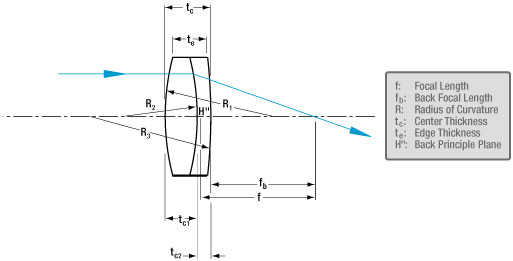 tc
te
R2
H"
R1
R3
fb
f
tc1
tc2
f: Focal Length
fb: Back Focal Length
R: Radius of Curvature
tc: Center Thickness
te: Edge Thickness
H": Back Principle Plane